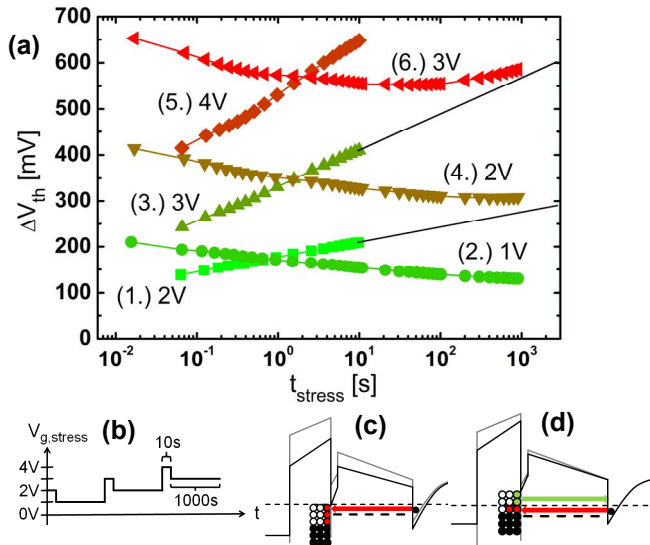 (a)
700
600
500
400
300
200
100
0
ΔV_th [mV]
(6.) 3V
(5.) 4V
(4.) 2V
(3.) 3V
(2.) 1V
(1.) 2V
10^-2 10^-1 10^0 10^1 10^2 10^3
t_stress [s]
(b)
V_g,stress
10s
4V
2V
1000s
0V
t
(c)
(d)